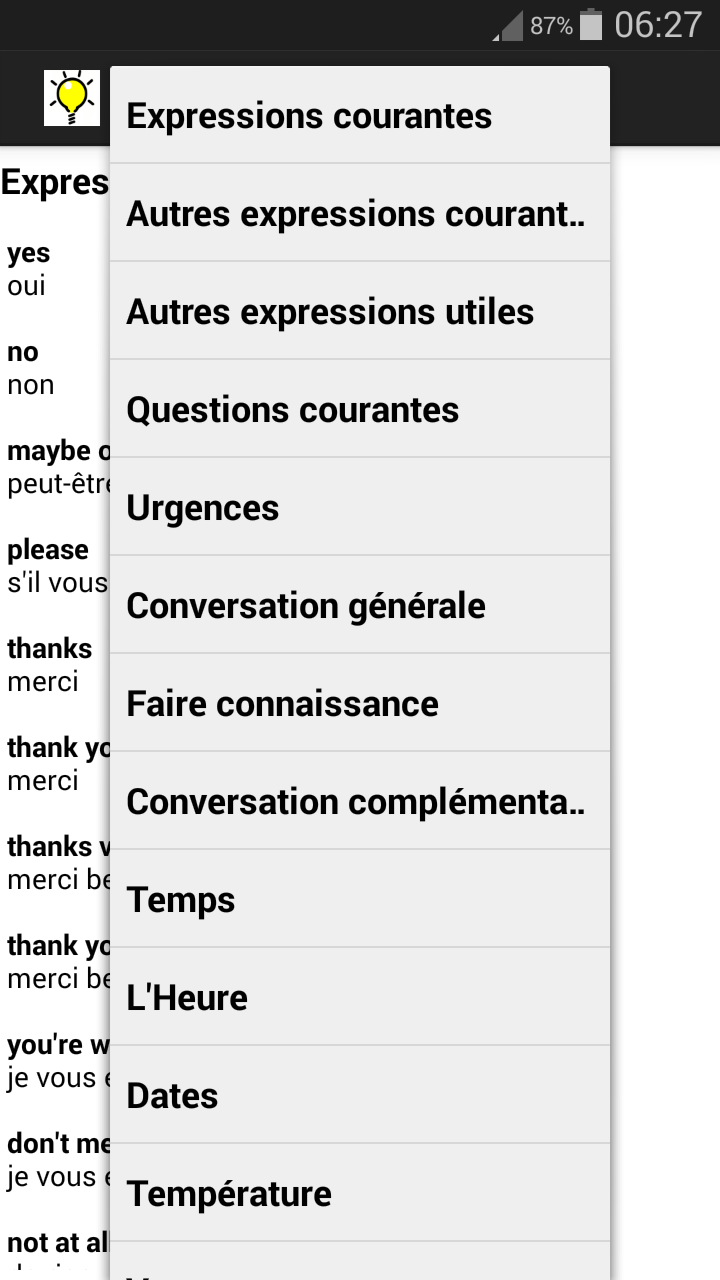 87%
06:27
Expressions courantes
Autres expressions courant..
Autres expressions utiles
Questions courantes
Urgences
Conversation générale
Faire connaissance
Conversation complémenta..
Temps
L'Heure
Dates
Température
Expres
yes
oui
no
non
maybe
peut-êtr
please
s'il vous
thanks
merci
thank yo
merci
thanks v
merci be
thank yo
merci be
you're w
je vous
don't me
je vous
not at al